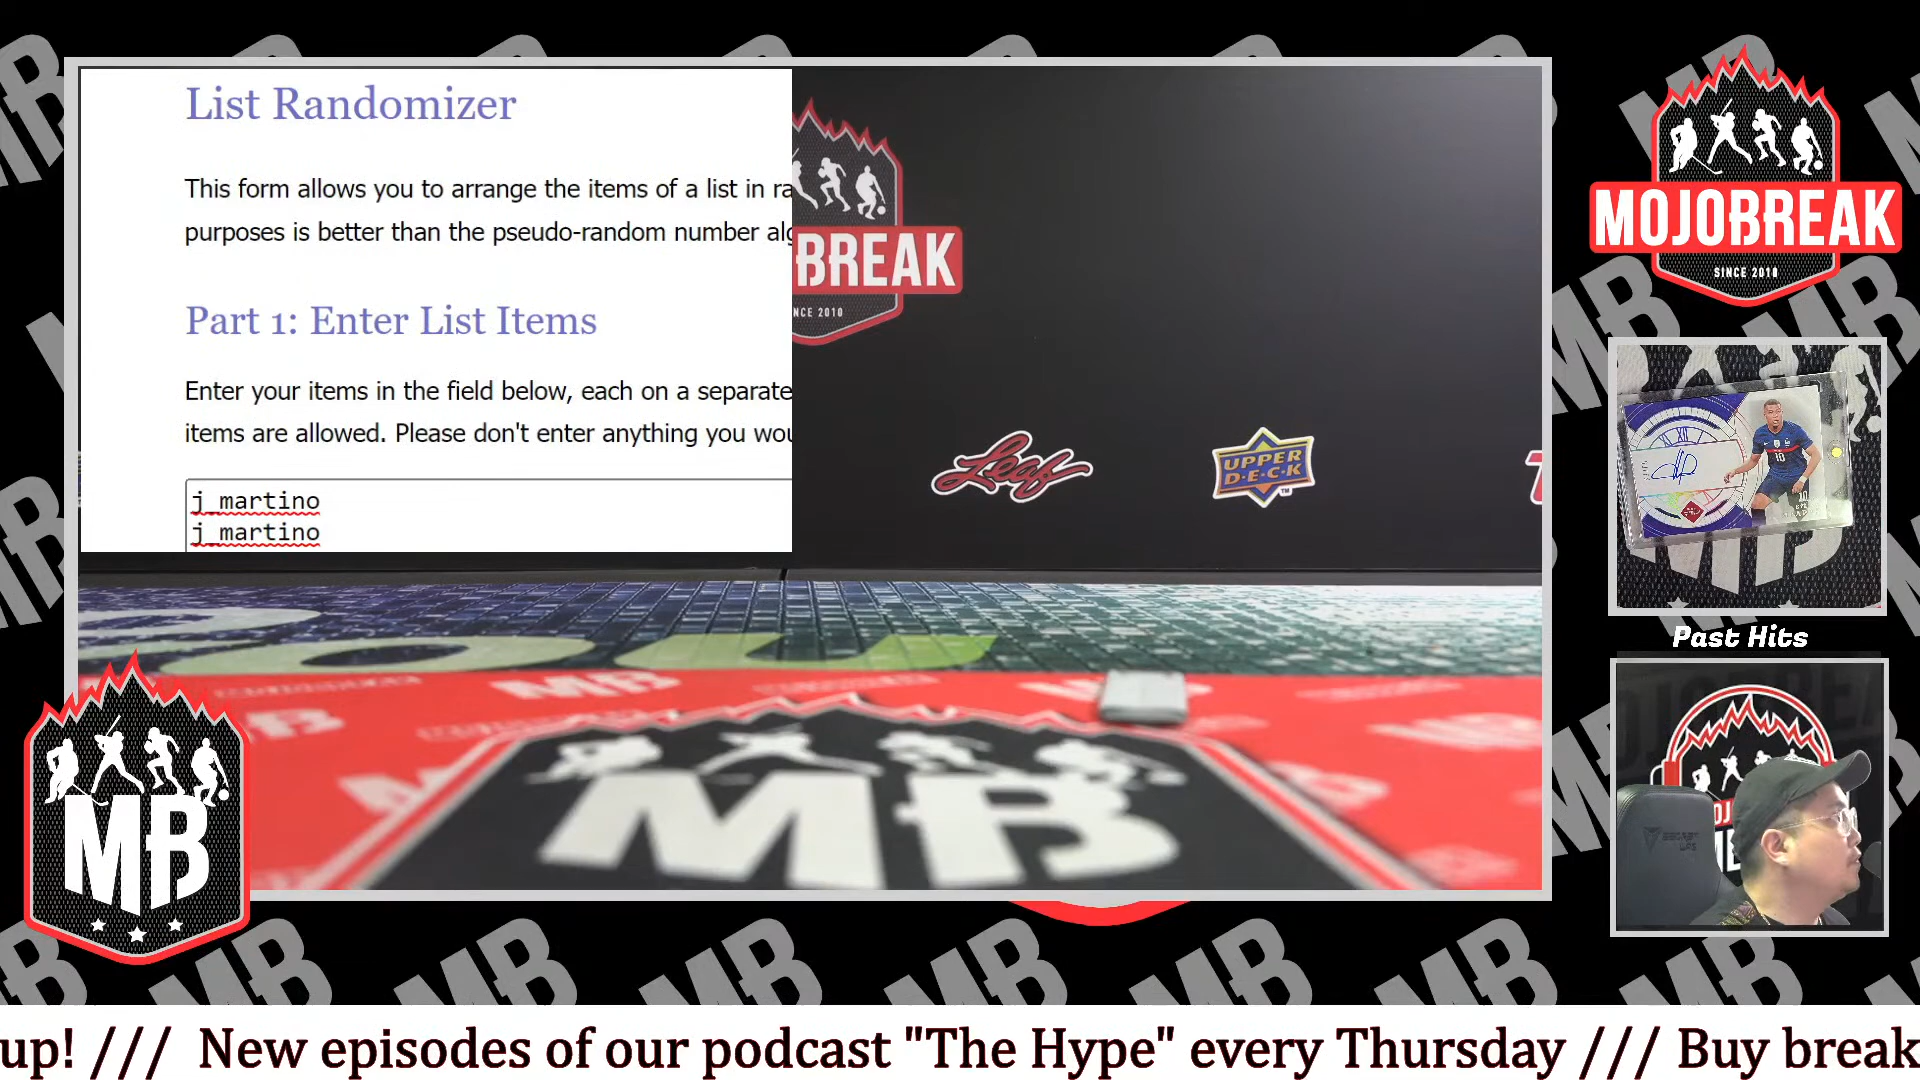 List Randomizer
This form allows you to arrange the items of a list in ra
purposes is better than the pseudo-random number alg
Part 1: Enter List Items
Enter your items in the field below, each on a separate
items are allowed. Please don't enter anything you wou
j_martino
j_martino
BREAK
NCE 2010
Leaf
UPPER
D·E·C·K
MB
MB
MOJOBREAK
SINCE 2010
Past Hits
up! /// New episodes of our podcast "The Hype" every Thursday /// Buy break